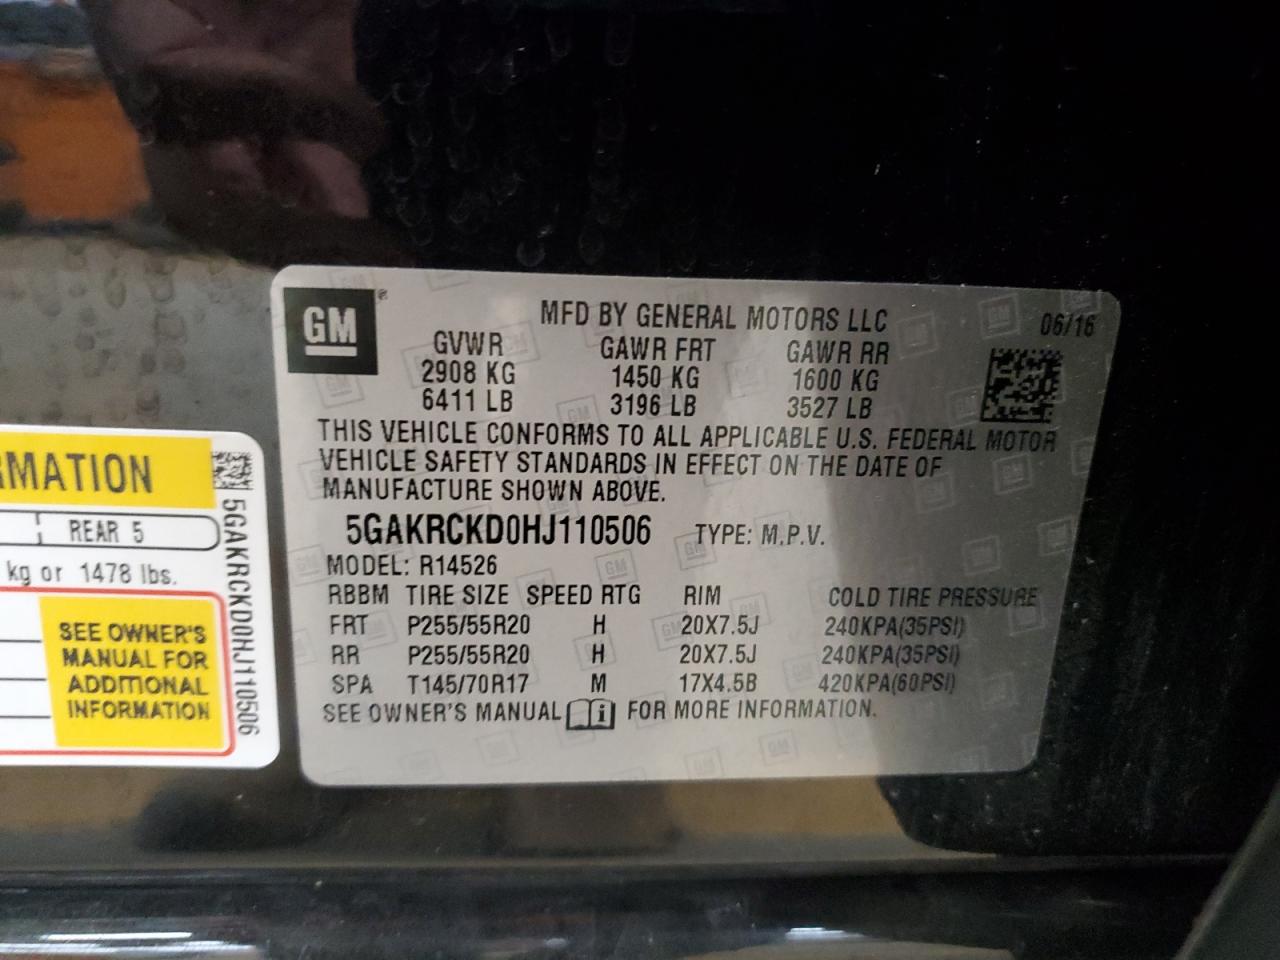 GM®
MFD BY GENERAL MOTORS LLC 06/16
GVWR GAWR FRT GAWR RR
2908 KG 1450 KG 1600 KG
6411 LB 3196 LB 3527 LB
THIS VEHICLE CONFORMS TO ALL APPLICABLE U.S. FEDERAL MOTOR
VEHICLE SAFETY STANDARDS IN EFFECT ON THE DATE OF
MANUFACTURE SHOWN ABOVE.
5GAKRCKD0HJ110506 TYPE: M.P.V.
MODEL: R14526
RBBM TIRE SIZE SPEED RTG RIM COLD TIRE PRESSURE
FRT P255/55R20 H 20X7.5J 240KPA(35PSI)
RR P255/55R20 H 20X7.5J 240KPA(35PSI)
SPA T145/70R17 M 17X4.5B 420KPA(60PSI)
SEE OWNER'S MANUAL i FOR MORE INFORMATION.
RMATION
REAR 5
kg or 1478 lbs.
SEE OWNER'S
MANUAL FOR
ADDITIONAL
INFORMATION
5GAKRCKD0HJ110506